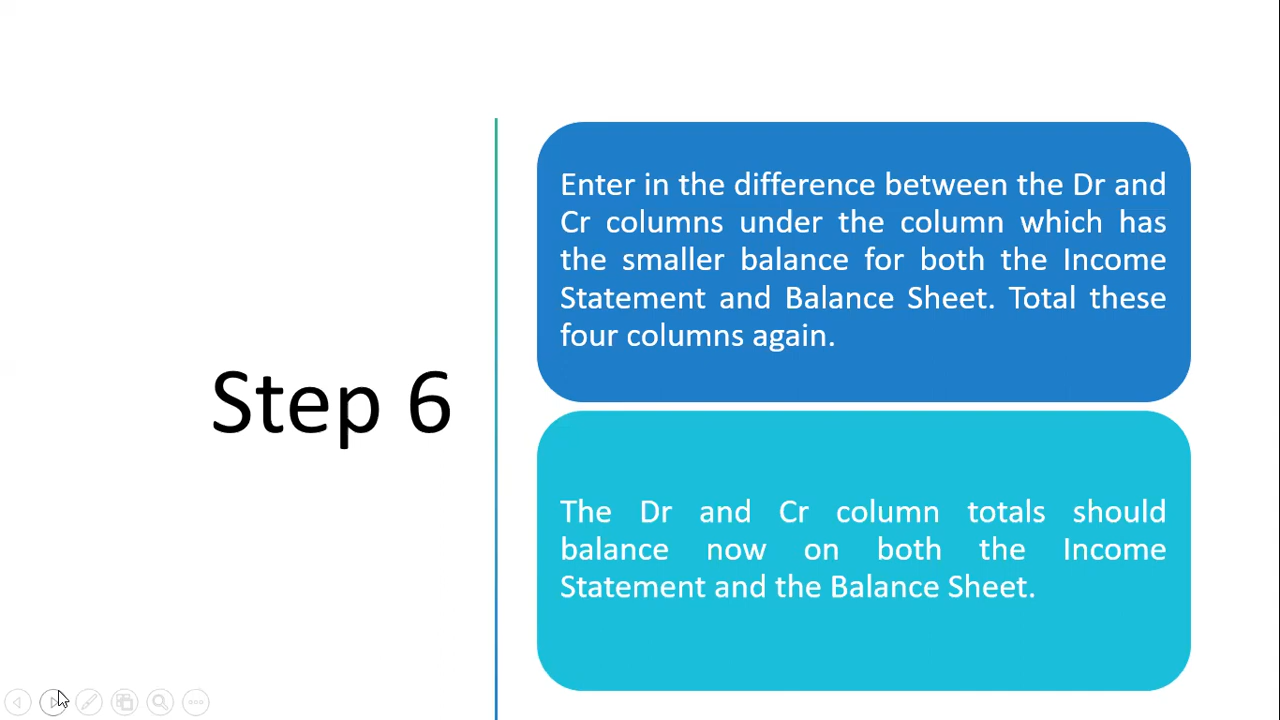 Step 6
Enter in the difference between the Dr and
Cr columns under the column which has
the smaller balance for both the Income
Statement and Balance Sheet. Total these
four columns again.
The Dr and Cr column totals should
balance now on both the Income
Statement and the Balance Sheet.